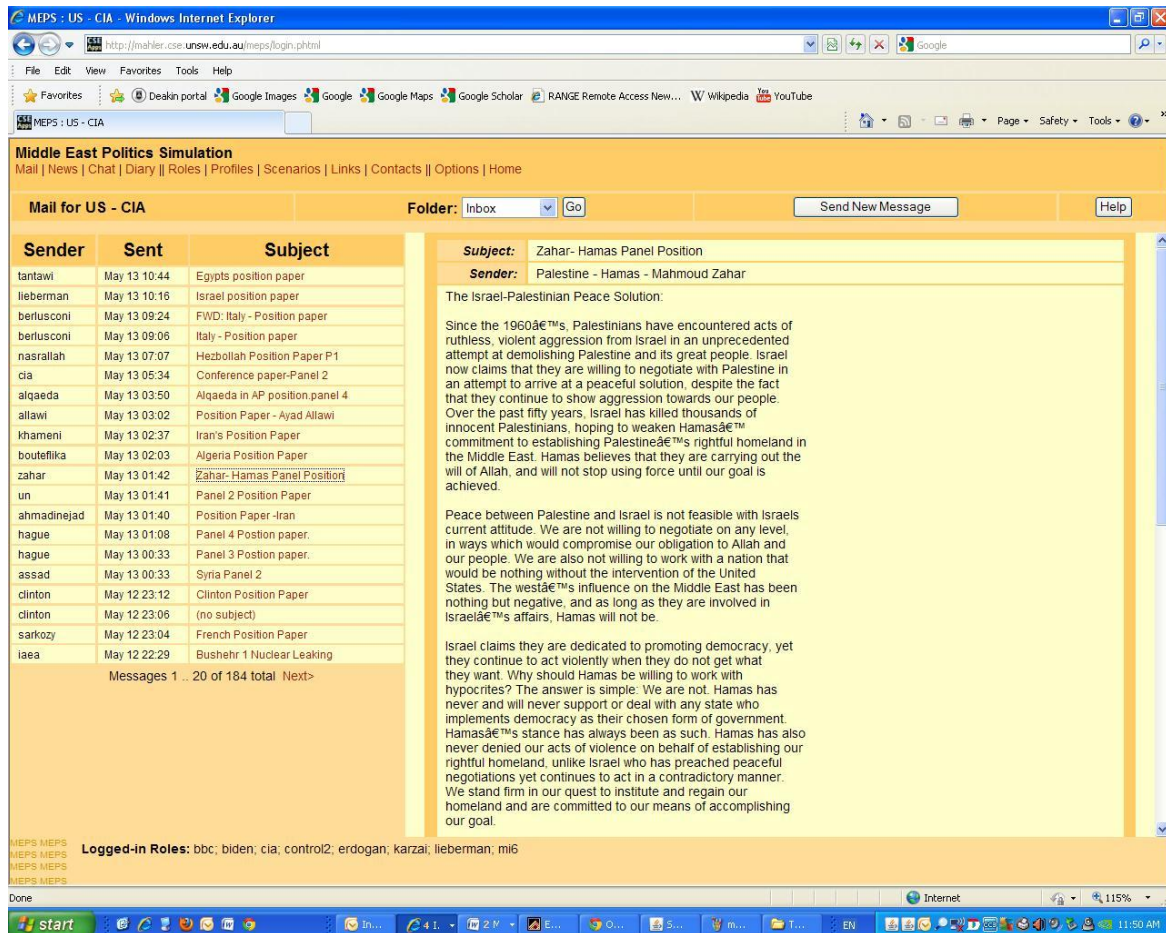 MEPS : US - CIA - Windows Internet Explorer
http://mahler.cse.unsw.edu.au/meps/login.phtml
Google
File Edit View Favorites Tools Help
Favorites Deakin portal Google Images Google Google Maps Google Scholar RANGE Remote Access New... Wikipedia YouTube
MEPS : US - CIA Page Safety Tools
Middle East Politics Simulation
Mail | News | Chat | Diary || Roles | Profiles | Scenarios | Links | Contacts || Options | Home
Mail for US - CIA Folder: Inbox Go Send New Message Help
Sender Sent Subject
tantawi May 13 10:44 Egypts position paper
lieberman May 13 10:16 Israel position paper
berlusconi May 13 09:24 FWD: Italy - Position paper
berlusconi May 13 09:06 Italy - Position paper
nasrallah May 13 07:07 Hezbollah Position Paper P1
cia May 13 05:34 Conference paper-Panel 2
alqaeda May 13 03:50 Alqaeda in AP position.panel 4
allawi May 13 03:02 Position Paper - Ayad Allawi
khameni May 13 02:37 Iran's Position Paper
bouteflika May 13 02:03 Algeria Position Paper
zahar May 13 01:42 Zahar- Hamas Panel Position
un May 13 01:41 Panel 2 Position Paper
ahmadinejad May 13 01:40 Position Paper -Iran
hague May 13 01:08 Panel 4 Postion paper.
hague May 13 00:33 Panel 3 Postion paper.
assad May 13 00:33 Syria Panel 2
clinton May 12 23:12 Clinton Position Paper
clinton May 12 23:06 (no subject)
sarkozy May 12 23:04 French Position Paper
iaea May 12 22:29 Bushehr 1 Nuclear Leaking
Messages 1 .. 20 of 184 total Next>
Subject: Zahar- Hamas Panel Position
Sender: Palestine - Hamas - Mahmoud Zahar
The Israel-Palestinian Peace Solution:
Since the 1960â€™s, Palestinians have encountered acts of
ruthless, violent aggression from Israel in an unprecedented
attempt at demolishing Palestine and its great people. Israel
now claims that they are willing to negotiate with Palestine in
an attempt to arrive at a peaceful solution, despite the fact
that they continue to show aggression towards our people.
Over the past fifty years, Israel has killed thousands of
innocent Palestinians, hoping to weaken Hamasâ€™
commitment to establishing Palestineâ€™s rightful homeland in
the Middle East. Hamas believes that they are carrying out the
will of Allah, and will not stop using force until our goal is
achieved.
Peace between Palestine and Israel is not feasible with Israels
current attitude. We are not willing to negotiate on any level,
in ways which would compromise our obligation to Allah and
our people. We are also not willing to work with a nation that
would be nothing without the intervention of the United
States. The westâ€™s influence on the Middle East has been
nothing but negative, and as long as they are involved in
Israelâ€™s affairs, Hamas will not be.
Israel claims they are dedicated to promoting democracy, yet
they continue to act violently when they do not get what
they want. Why should Hamas be willing to work with
hypocrites? The answer is simple: We are not. Hamas has
never and will never support or deal with any state who
implements democracy as their chosen form of government.
Hamasâ€™s stance has always been as such. Hamas has also
never denied our acts of violence on behalf of establishing our
rightful homeland, unlike Israel who has preached peaceful
negotiations yet continues to act in a contradictory manner.
We stand firm in our quest to institute and regain our
homeland and are committed to our means of accomplishing
our goal.
MEPS MEPS
MEPS MEPS
MEPS MEPS
MEPS MEPS
Logged-in Roles: bbc; biden; cia; control2; erdogan; karzai; lieberman; mi6
Done Internet 115%
start In... 4 I... 2 M E... O... S... m... T... EN 11:50 AM